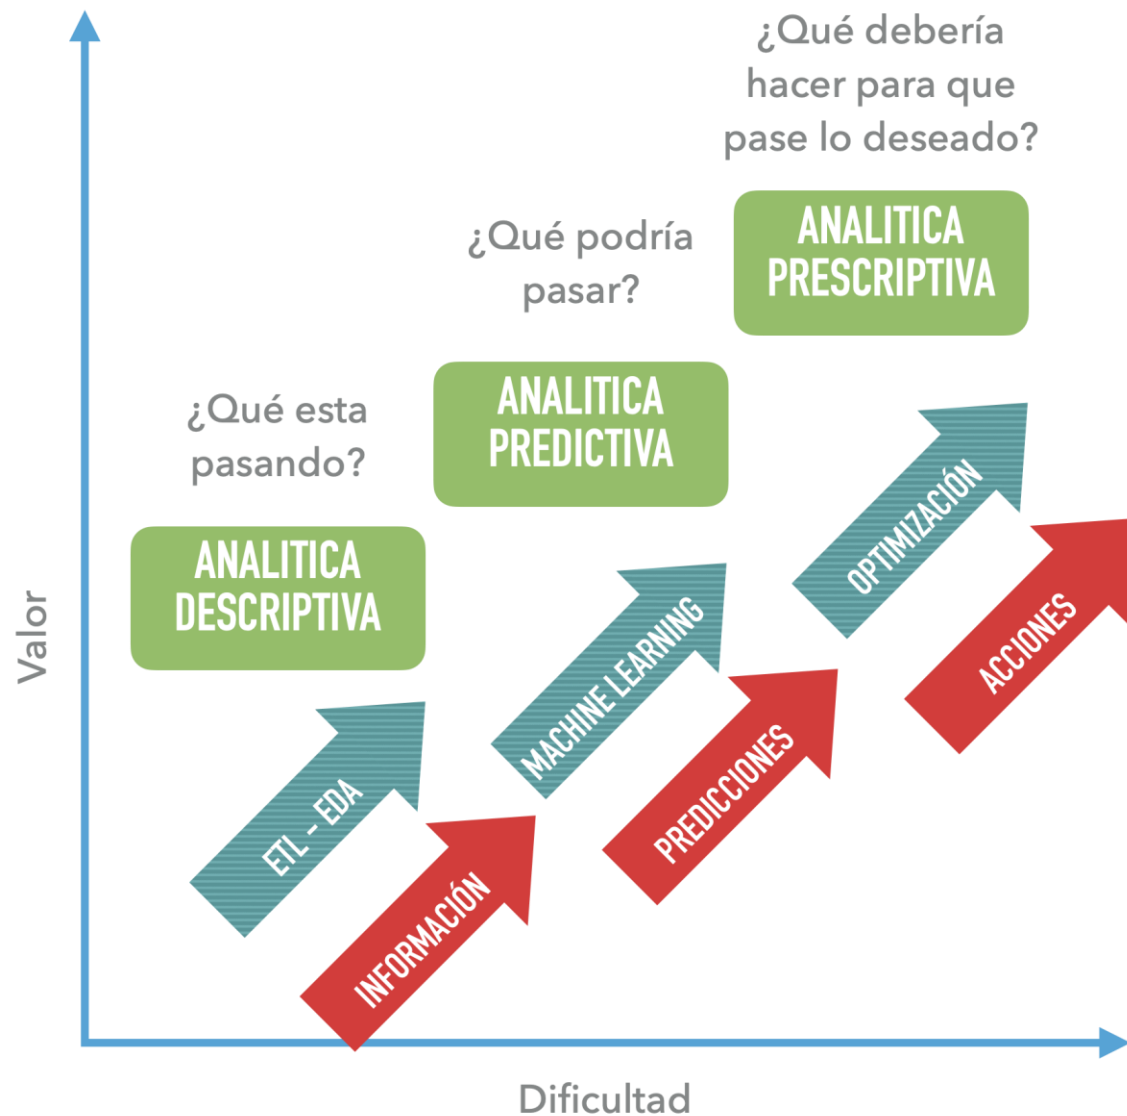 ¿Qué debería
hacer para que
pase lo deseado?
ANALITICA
PRESCRIPTIVA
¿Qué podría
pasar?
ANALITICA
PREDICTIVA
¿Qué esta
pasando?
ANALITICA
DESCRIPTIVA
OPTIMIZACIÓN
ACCIONES
MACHINE LEARNING
PREDICCIONES
ETL - EDA
INFORMACIÓN
Valor
Dificultad